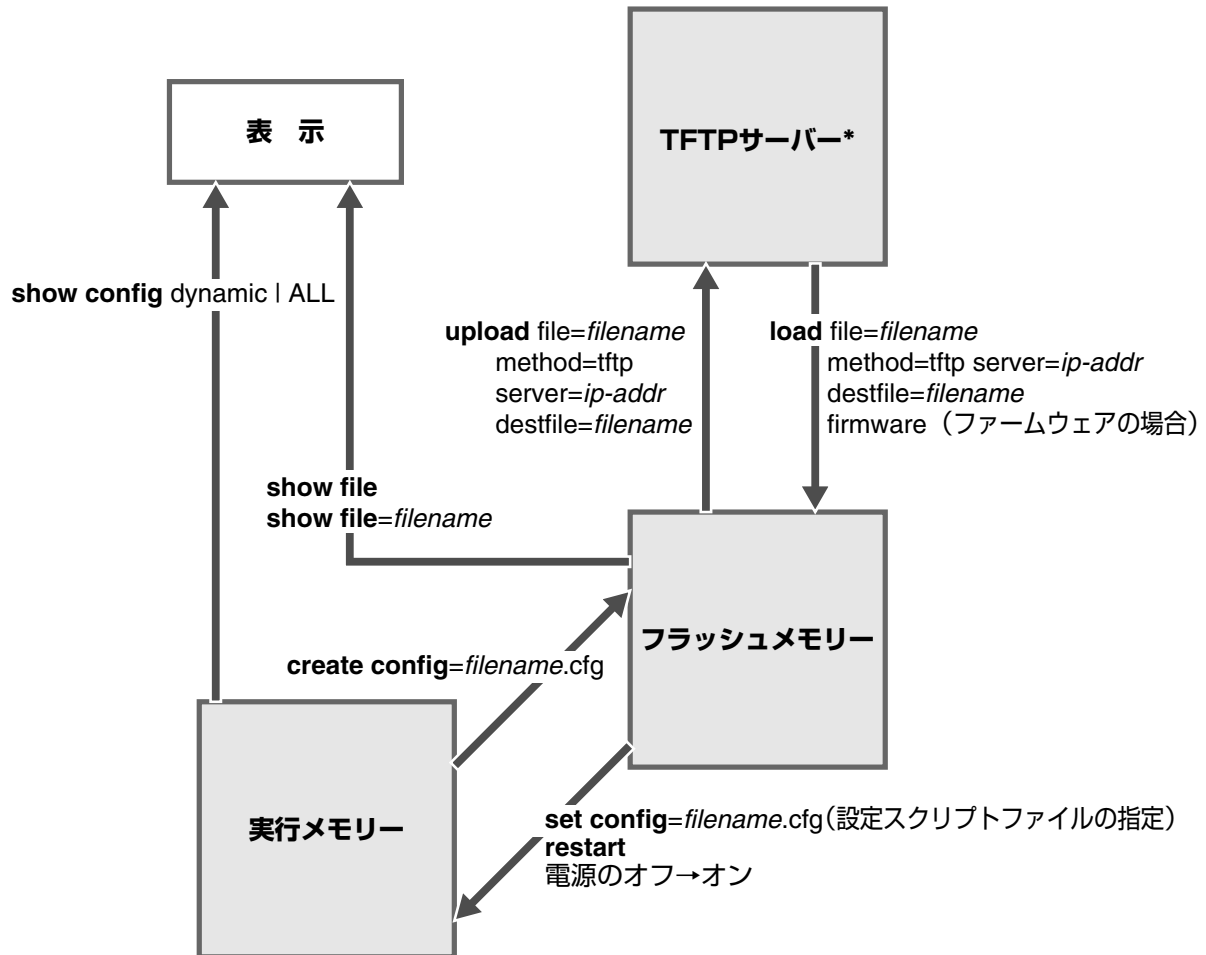 表 示
TFTPサーバー*
show config dynamic | ALL
upload file=filename
method=tftp
server=ip-addr
destfile=filename
load file=filename
method=tftp server=ip-addr
destfile=filename
firmware（ファームウェアの場合）
show file
show file=filename
フラッシュメモリー
create config=filename.cfg
実行メモリー
set config=filename.cfg（設定スクリプトファイルの指定）
restart
電源のオフ→オン